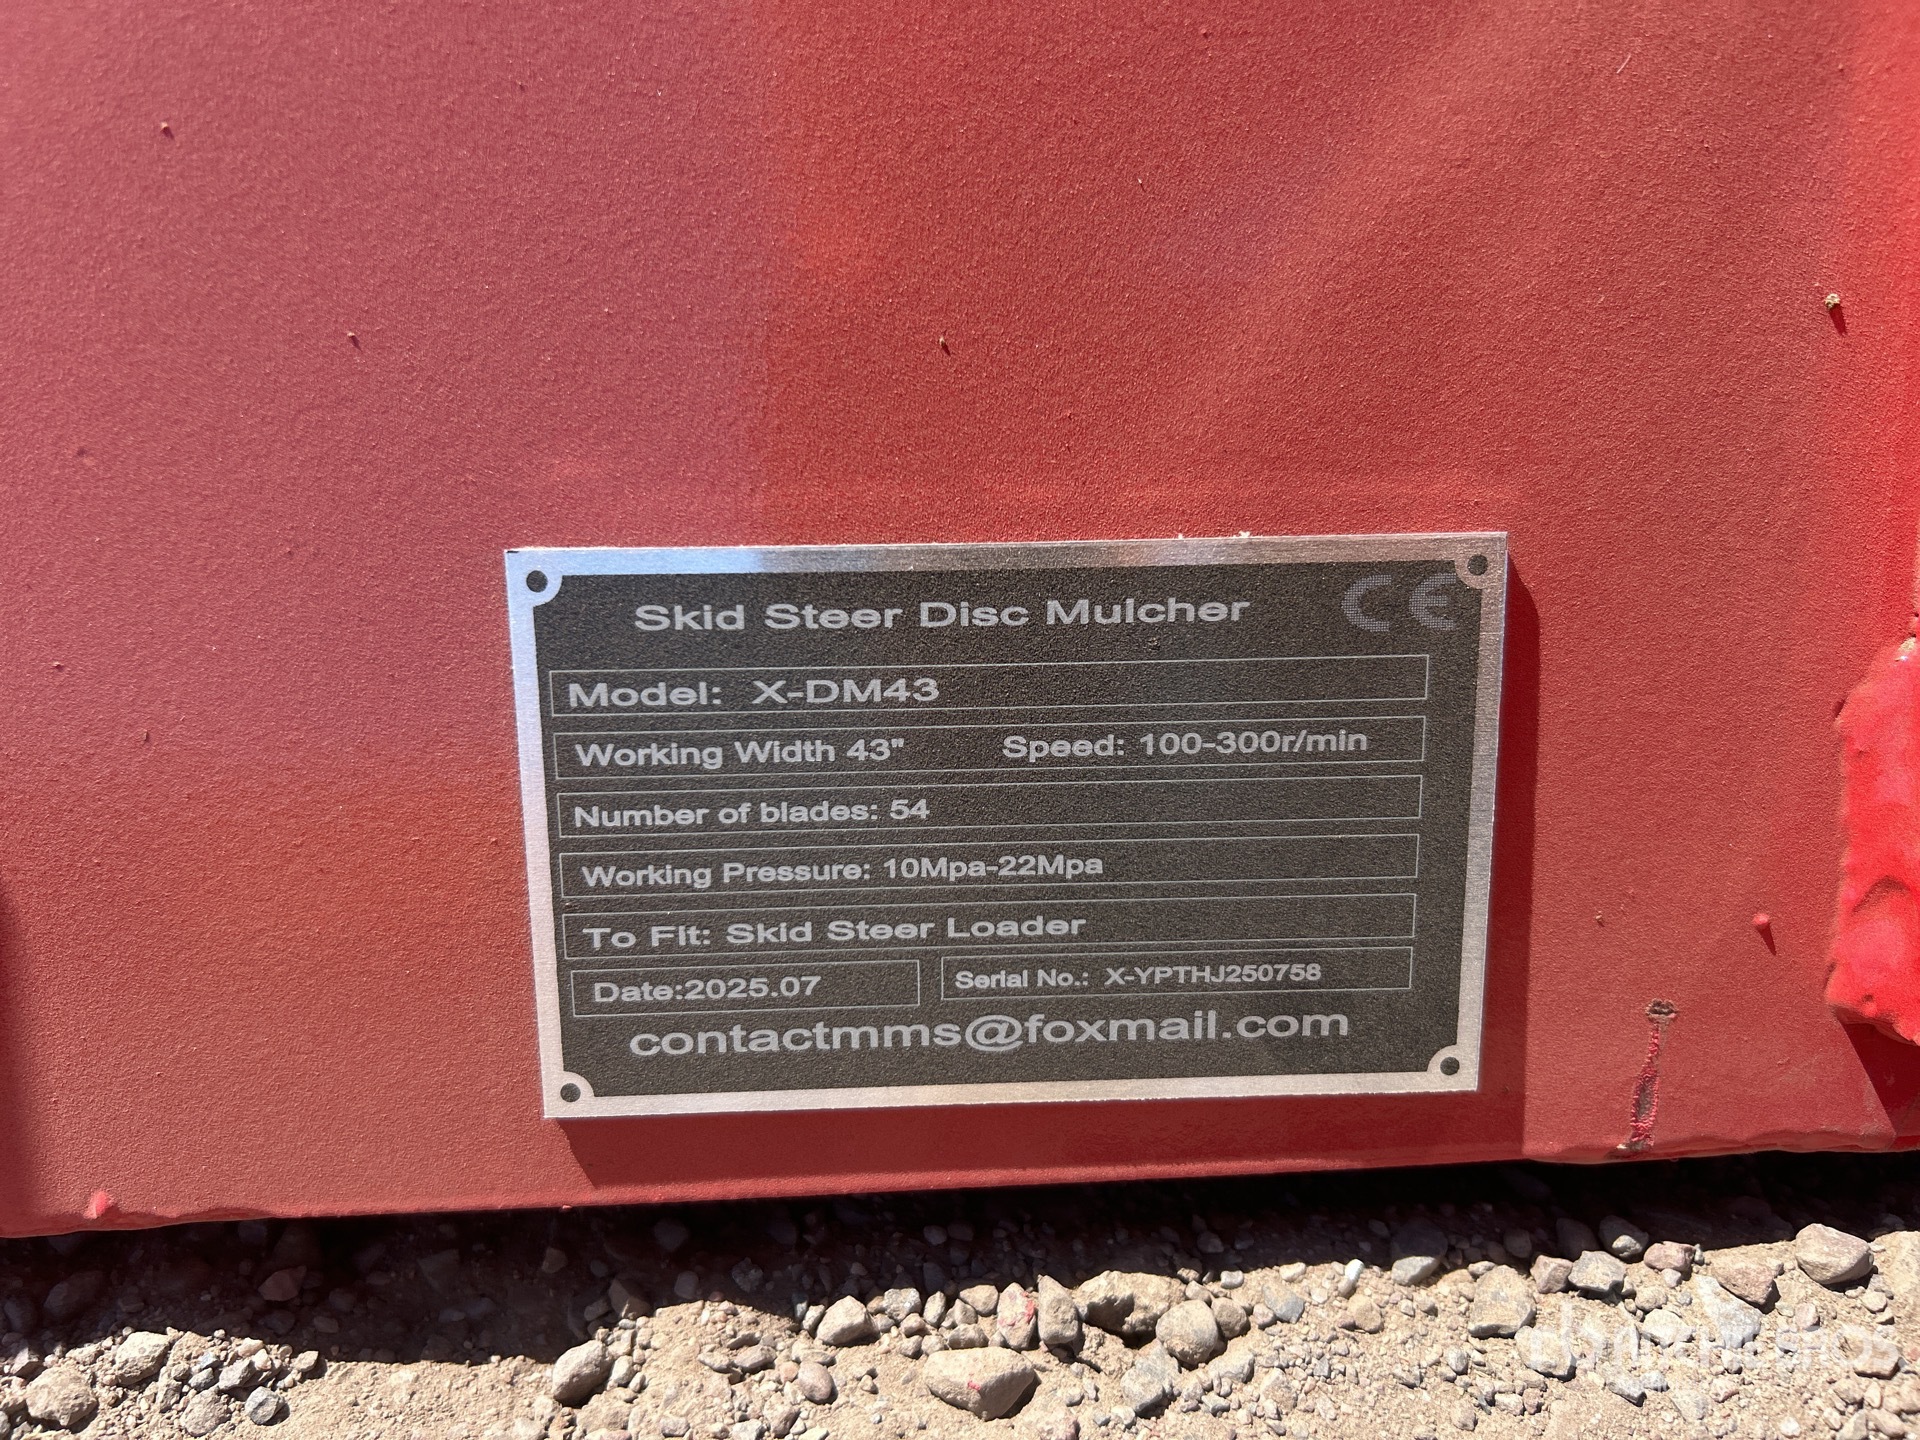 Skid Steer Disc Mulcher CE
Model: X-DM43
Working Width 43" Speed: 100-300r/min
Number of blades: 54
Working Pressure: 10Mpa-22Mpa
To Fit: Skid Steer Loader
Date:2025.07 Serial No.: X-YPTHJ250758
contactmms@foxmail.com